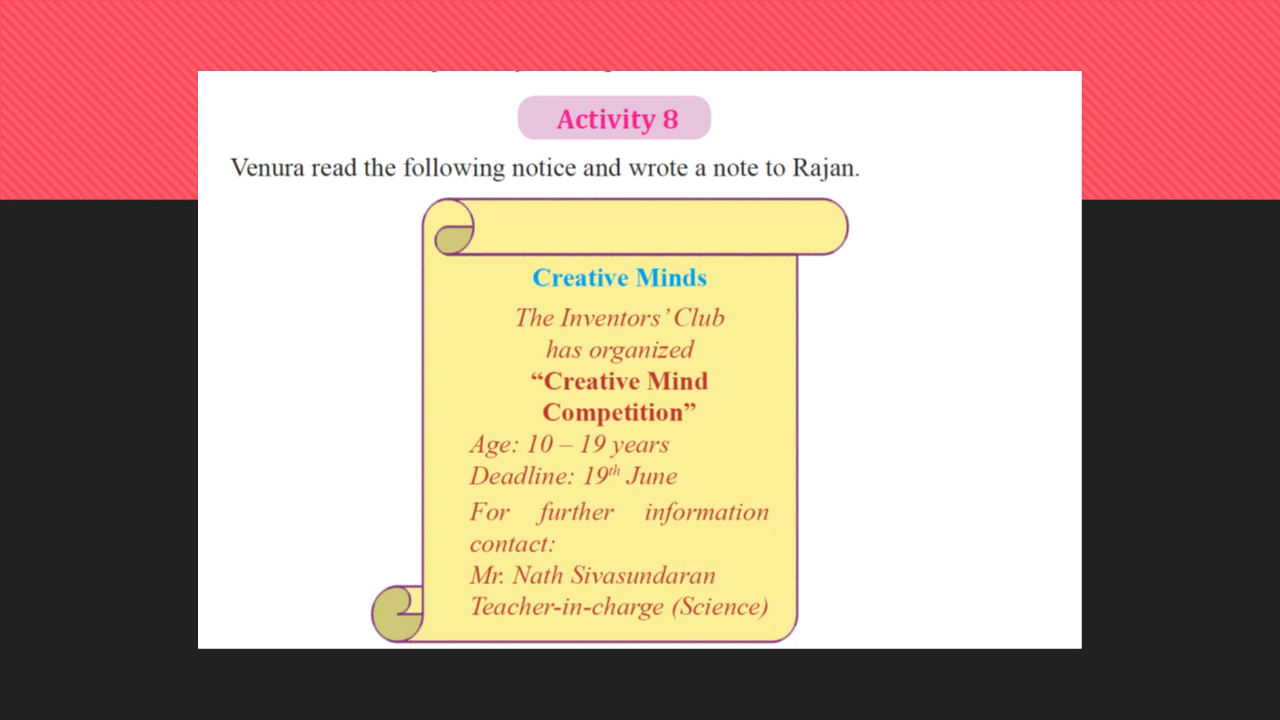 Activity 8
Venura read the following notice and wrote a note to Rajan.
Creative Minds
The Inventors’ Club
has organized
“Creative Mind
Competition”
Age: 10 – 19 years
Deadline: 19th June
For further information
contact:
Mr. Nath Sivasundaran
Teacher-in-charge (Science)